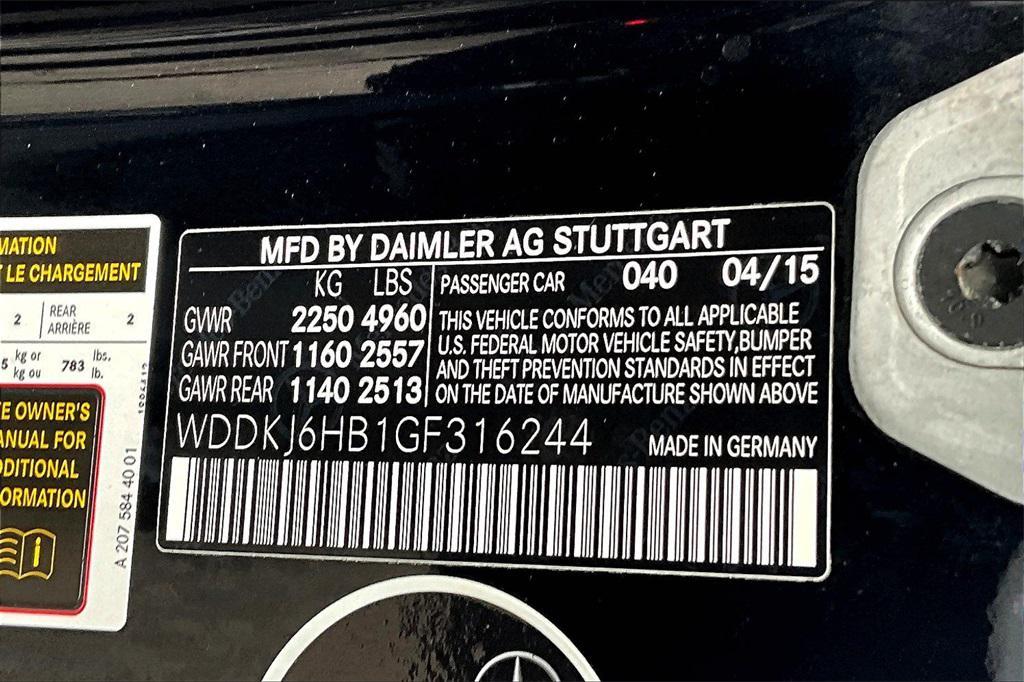 MATION
T LE CHARGEMENT
2 REAR ARRIÈRE 2
5 kg or kg ou 783 lbs. lb.
E OWNER'S
ANUAL FOR
DDITIONAL
FORMATION
A 207 584 40 01
MFD BY DAIMLER AG STUTTGART
KG LBS PASSENGER CAR 040 04/15
GVWR 2250 4960
GAWR FRONT 1160 2557
GAWR REAR 1140 2513
THIS VEHICLE CONFORMS TO ALL APPLICABLE
U.S. FEDERAL MOTOR VEHICLE SAFETY,BUMPER
AND THEFT PREVENTION STANDARDS IN EFFECT
ON THE DATE OF MANUFACTURE SHOWN ABOVE
WDDKJ6HB1GF316244 MADE IN GERMANY